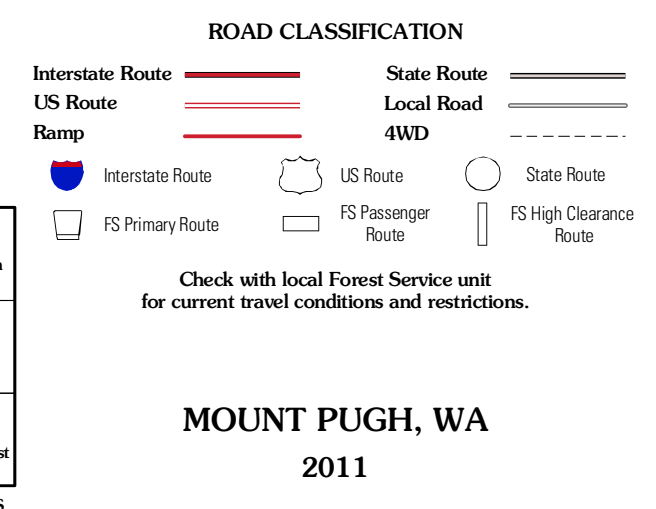 ROAD CLASSIFICATION
Interstate Route
State Route
US Route
Local Road
Ramp
4WD
Interstate Route
US Route
State Route
FS Primary Route
FS Passenger
Route
FS High Clearance
Route
Check with local Forest Service unit
for current travel conditions and restrictions.
MOUNT PUGH, WA
2011